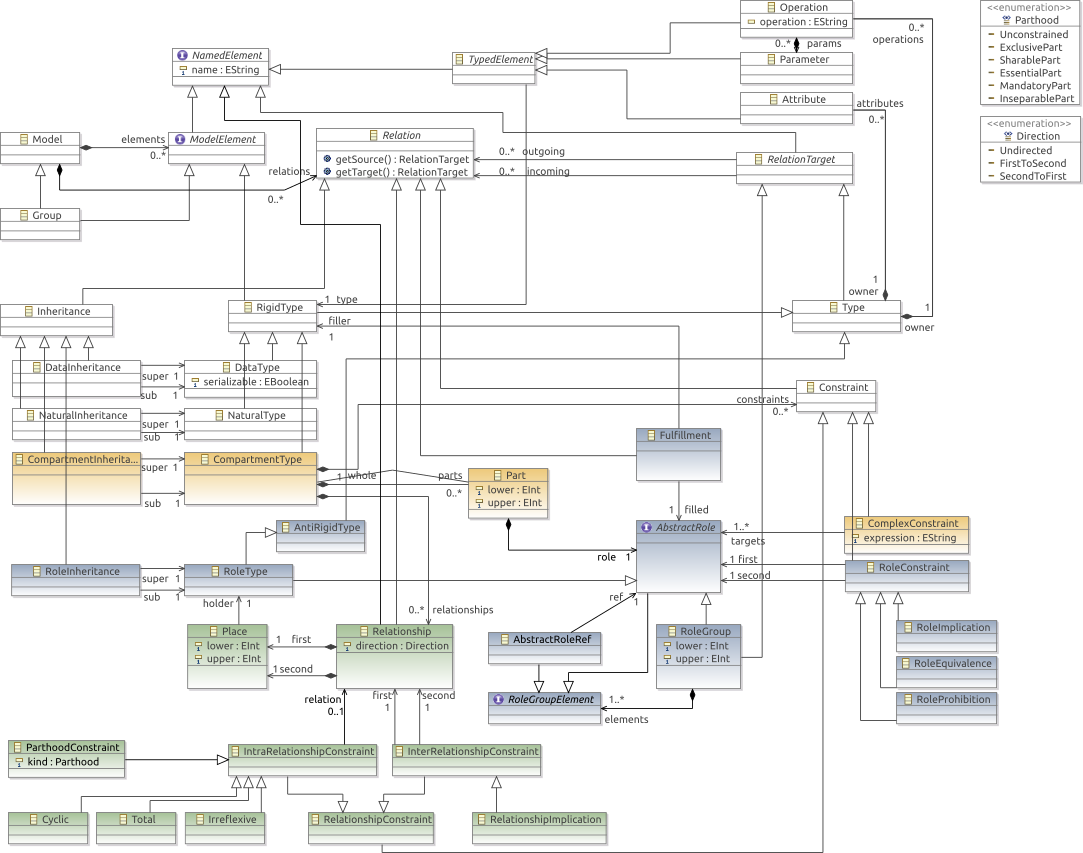 Operation
operation : EString
0..*
operations
<<enumeration>>
Parthood
Unconstrained
ExclusivePart
SharablePart
EssentialPart
MandatoryPart
InseparablePart
0..* params
NamedElement
name : EString
TypedElement
Parameter
Attribute
attributes
0..*
<<enumeration>>
Direction
Undirected
FirstToSecond
SecondToFirst
Model
elements
0..*
ModelElement
Relation
getSource() : RelationTarget
getTarget() : RelationTarget
0..* outgoing
0..* incoming
RelationTarget
relations
0..*
Group
1
owner
1
owner
Inheritance
RigidType
1 type
filler
1
Type
DataInheritance
super 1
sub 1
DataType
serializable : EBoolean
NaturalInheritance
super 1
sub 1
NaturalType
Constraint
constraints
0..*
CompartmentInherita...
super 1
sub 1
CompartmentType
1 whole
parts
0..*
Part
lower : EInt
upper : EInt
Fulfillment
1 filled
AntiRigidType
AbstractRole
1..*
targets
ComplexConstraint
expression : EString
role 1
RoleInheritance
super 1
sub 1
RoleType
1 first
1 second
RoleConstraint
holder 1
0..* relationships
ref
1
Place
lower : EInt
upper : EInt
1 first
1 second
Relationship
direction : Direction
AbstractRoleRef
RoleGroup
lower : EInt
upper : EInt
RoleImplication
RoleEquivalence
RoleProhibition
relation
0..1
first
1
second
1
RoleGroupElement
1..*
elements
ParthoodConstraint
kind : Parthood
IntraRelationshipConstraint
InterRelationshipConstraint
Cyclic
Total
Irreflexive
RelationshipConstraint
RelationshipImplication